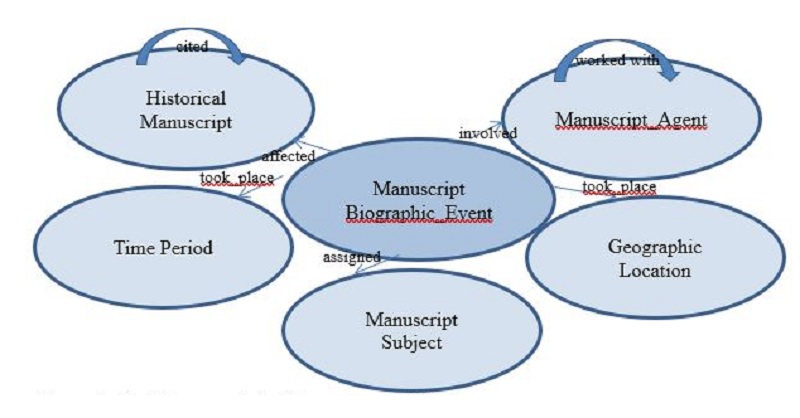 cited
worked with
Historical
Manuscript
Manuscript_Agent
involved
affected
took_place
took_place
Manuscript
Biographic_Event
Time Period
Geographic
Location
assigned
Manuscript
Subject